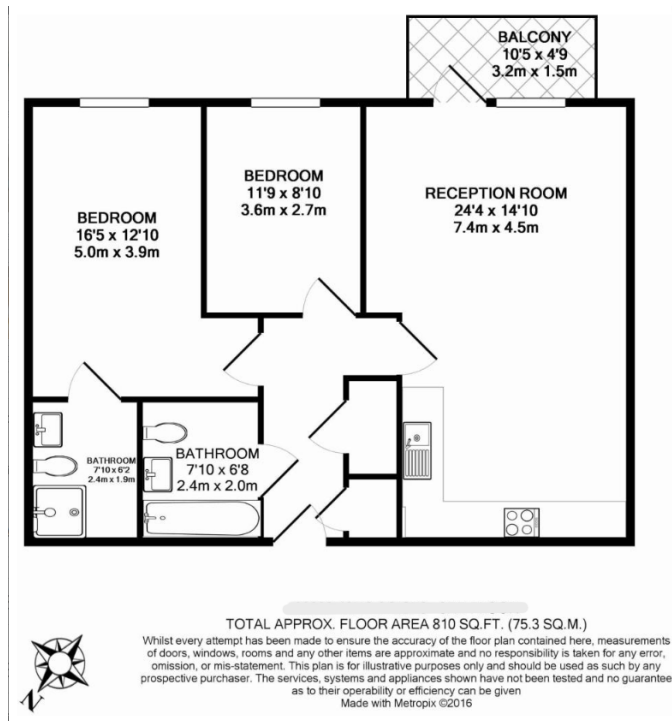 BALCONY
10'5 x 4'9
3.2m x 1.5m
BEDROOM
11'9 x 8'10
3.6m x 2.7m
BEDROOM
16'5 x 12'10
5.0m x 3.9m
RECEPTION ROOM
24'4 x 14'10
7.4m x 4.5m
BATHROOM
7'10 x 6'2
2.4m x 1.9m
BATHROOM
7'10 x 6'8
2.4m x 2.0m
TOTAL APPROX. FLOOR AREA 810 SQ.FT. (75.3 SQ.M.)
Whilst every attempt has been made to ensure the accuracy of the floor plan contained here, measurements
of doors, windows, rooms and any other items are approximate and no responsibility is taken for any error,
omission, or mis-statement. This plan is for illustrative purposes only and should be used as such by any
prospective purchaser. The services, systems and appliances shown have not been tested and no guarantee
as to their operability or efficiency can be given
Made with Metropix ©2016
N